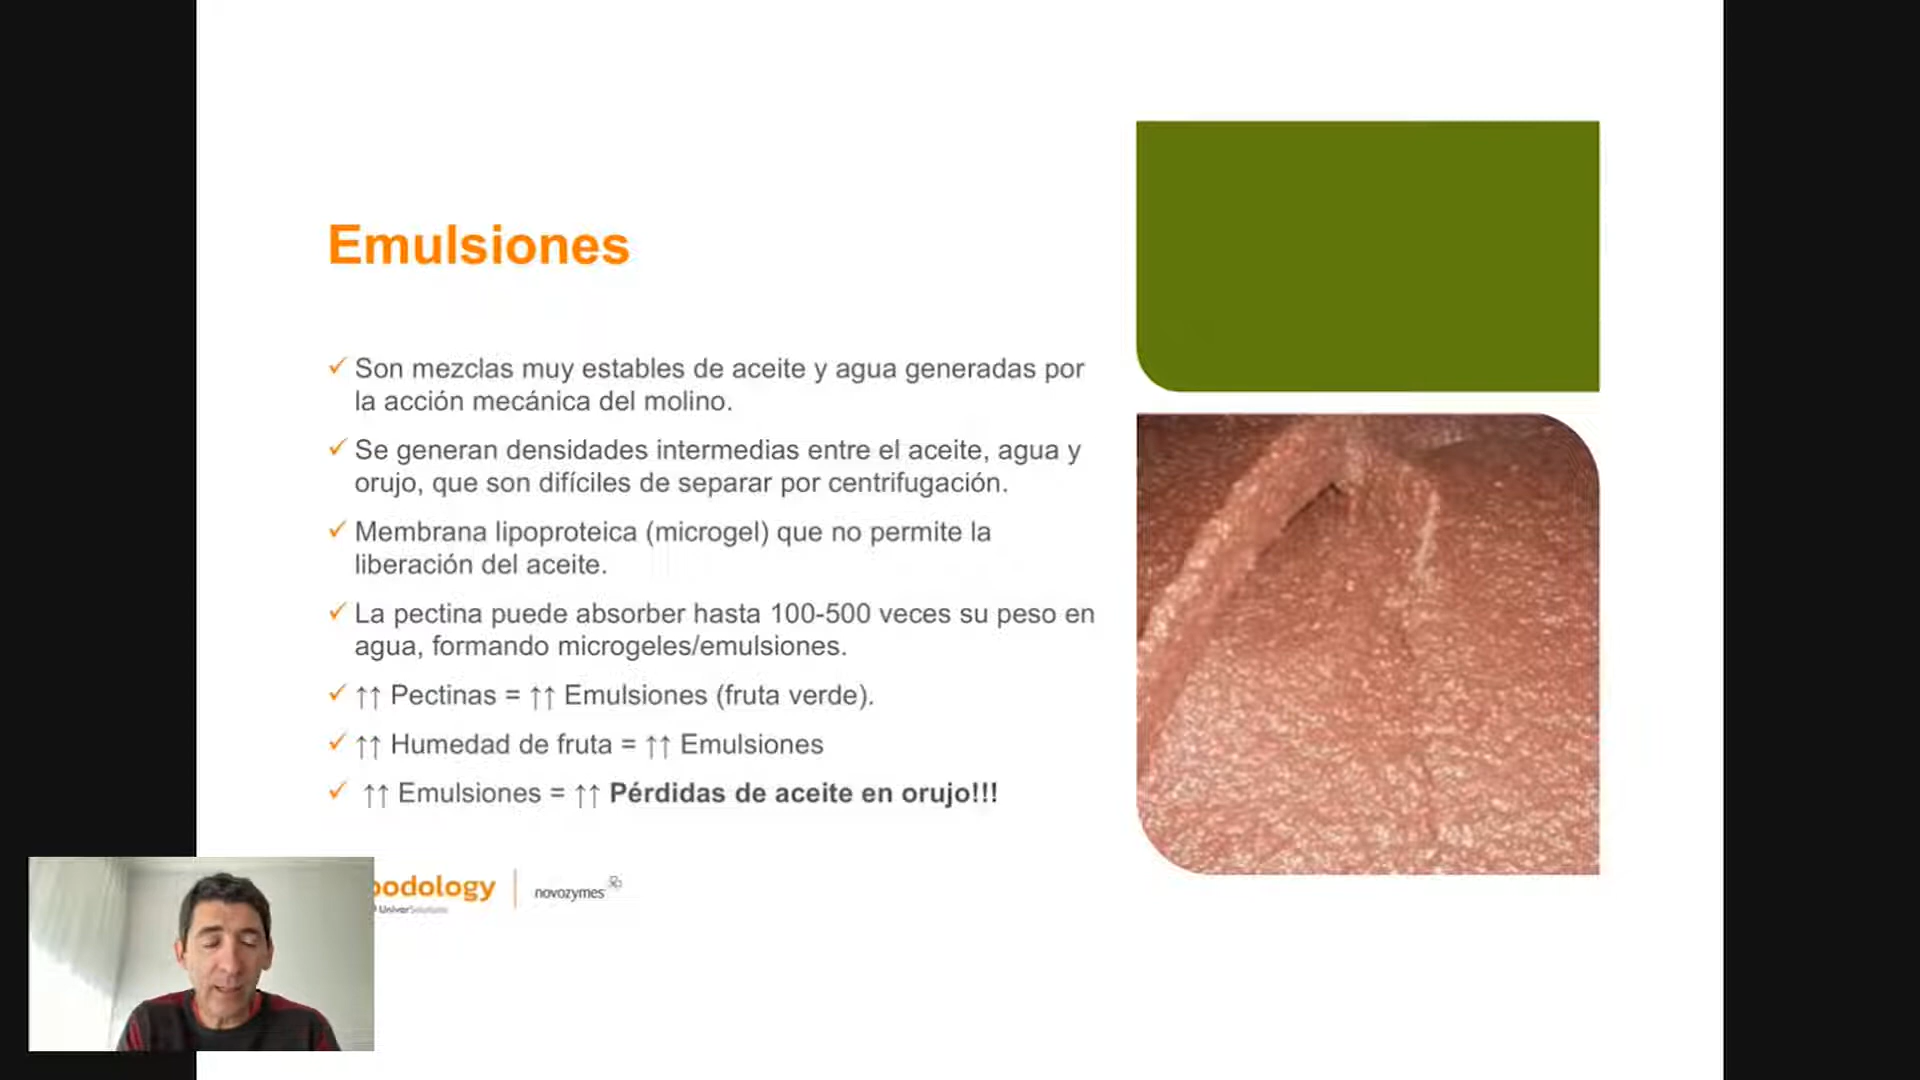 Emulsiones
✓ Son mezclas muy estables de aceite y agua generadas por
la acción mecánica del molino.
✓ Se generan densidades intermedias entre el aceite, agua y
orujo, que son difíciles de separar por centrifugación.
✓ Membrana lipoproteica (microgel) que no permite la
liberación del aceite.
✓ La pectina puede absorber hasta 100-500 veces su peso en
agua, formando microgeles/emulsiones.
✓ ↑↑ Pectinas = ↑↑ Emulsiones (fruta verde).
✓ ↑↑ Humedad de fruta = ↑↑ Emulsiones
✓ ↑↑ Emulsiones = ↑↑ Pérdidas de aceite en orujo!!!
oodology
UniverSolutions
novozymes